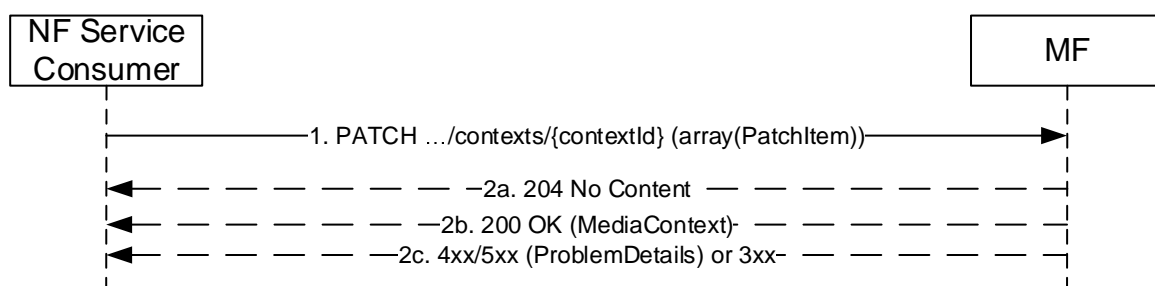 NF Service
Consumer
MF
1. PATCH …/contexts/{contextId} (array(PatchItem))
2a. 204 No Content
2b. 200 OK (MediaContext)
2c. 4xx/5xx (ProblemDetails) or 3xx